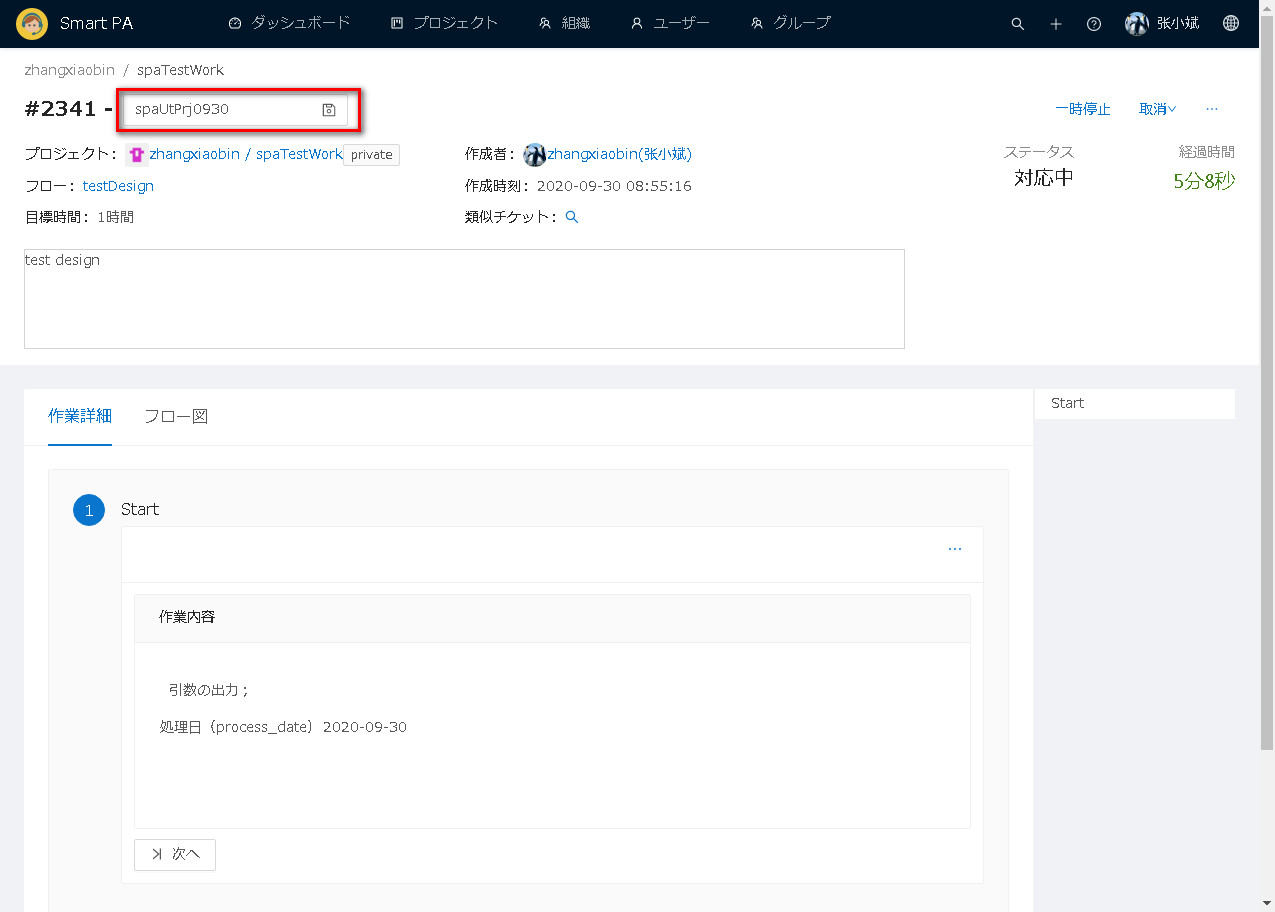 Smart PA ダッシュボード プロジェクト 組織 ユーザー グループ 张小斌
zhangxiaobin / spaTestWork
#2341 - spaUtPrj0930 一時停止 取消 ···
プロジェクト： zhangxiaobin / spaTestWork private 作成者： zhangxiaobin(张小斌) ステータス 経過時間
対応中 5分8秒
フロー： testDesign 作成時刻： 2020-09-30 08:55:16
目標時間： 1時間 類似チケット：
test design
作業詳細 フロー図 Start
1 Start
···
作業内容
引数の出力；
処理日（process_date）2020-09-30
次へ